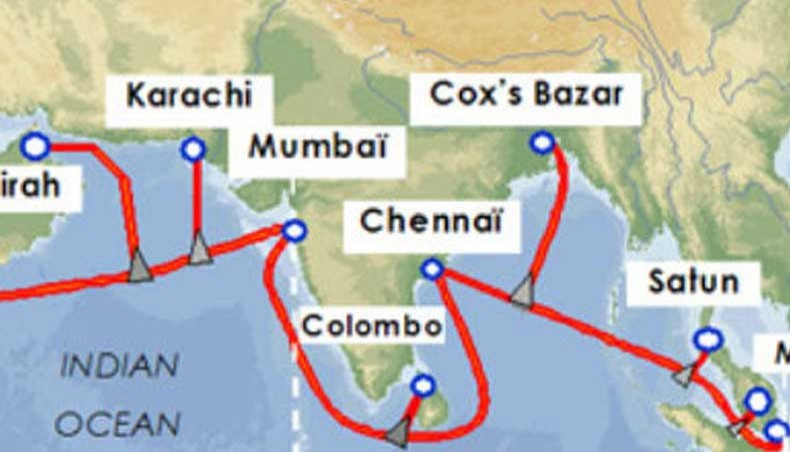 Karachi
Cox's Bazar
Mumbaï
irah
Chennaï
Satun
Colombo
M
INDIAN
OCEAN